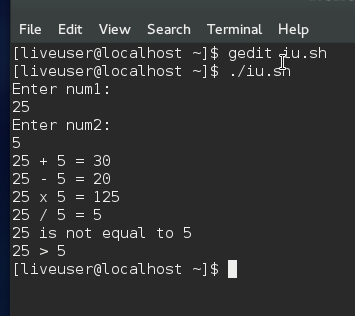 File Edit View Search Terminal Help
[liveuser@localhost ~]$ gedit iu.sh
[liveuser@localhost ~]$ ./iu.sh
Enter num1:
25
Enter num2:
5
25 + 5 = 30
25 - 5 = 20
25 x 5 = 125
25 / 5 = 5
25 is not equal to 5
25 > 5
[liveuser@localhost ~]$